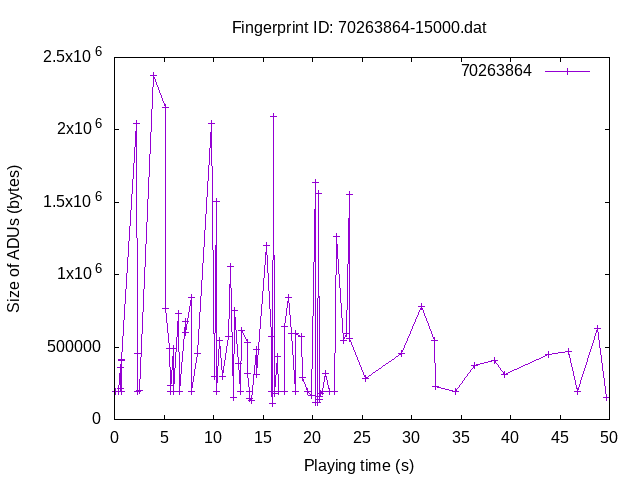 Fingerprint ID: 70263864-15000.dat
70263864
Size of ADUs (bytes)
2.5x10^6
2x10^6
1.5x10^6
1x10^6
500000
0
0 5 10 15 20 25 30 35 40 45 50
Playing time (s)